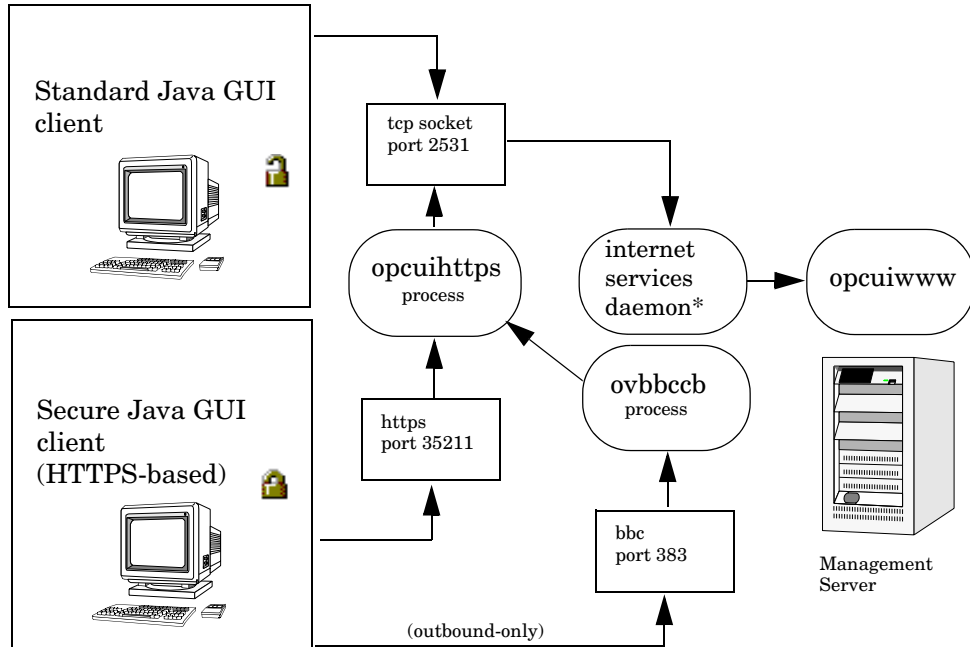 Standard Java GUI
client
tcp socket
port 2531
opcuihttps
process
internet
services
daemon*
opcuiwww
ovbbccb
process
Secure Java GUI
client
(HTTPS-based)
https
port 35211
bbc
port 383
Management
Server
(outbound-only)